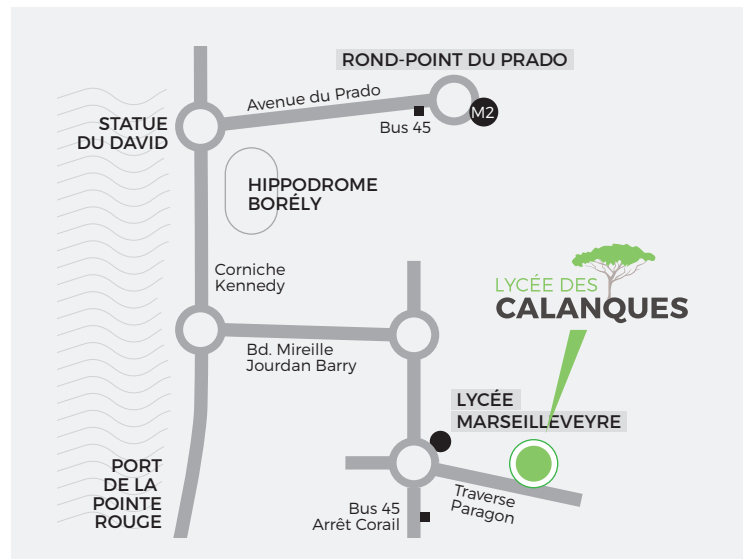 ROND-POINT DU PRADO
Avenue du Prado
M2
Bus 45
STATUE
DU DAVID
HIPPODROME
BORÉLY
Corniche
Kennedy
LYCÉE DES
CALANQUES
Bd. Mireille
Jourdan Barry
LYCÉE
MARSEILLEVEYRE
PORT
DE LA
POINTE
ROUGE
Traverse
Paragon
Bus 45
Arrêt Corail